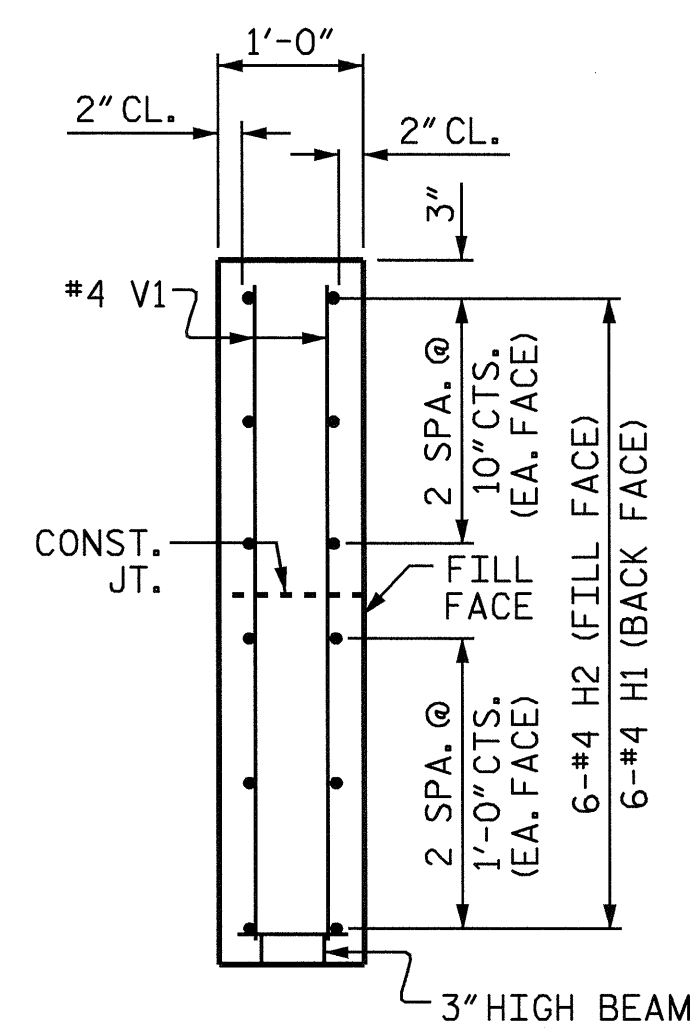 1'-0"
2" CL.
2" CL.
3"
#4 V1
2 SPA. @
10" CTS.
(EA. FACE)
CONST.
JT.
FILL
FACE
6-#4 H2 (FILL FACE)
6-#4 H1 (BACK FACE)
2 SPA. @
1'-0" CTS.
(EA. FACE)
3" HIGH BEAM